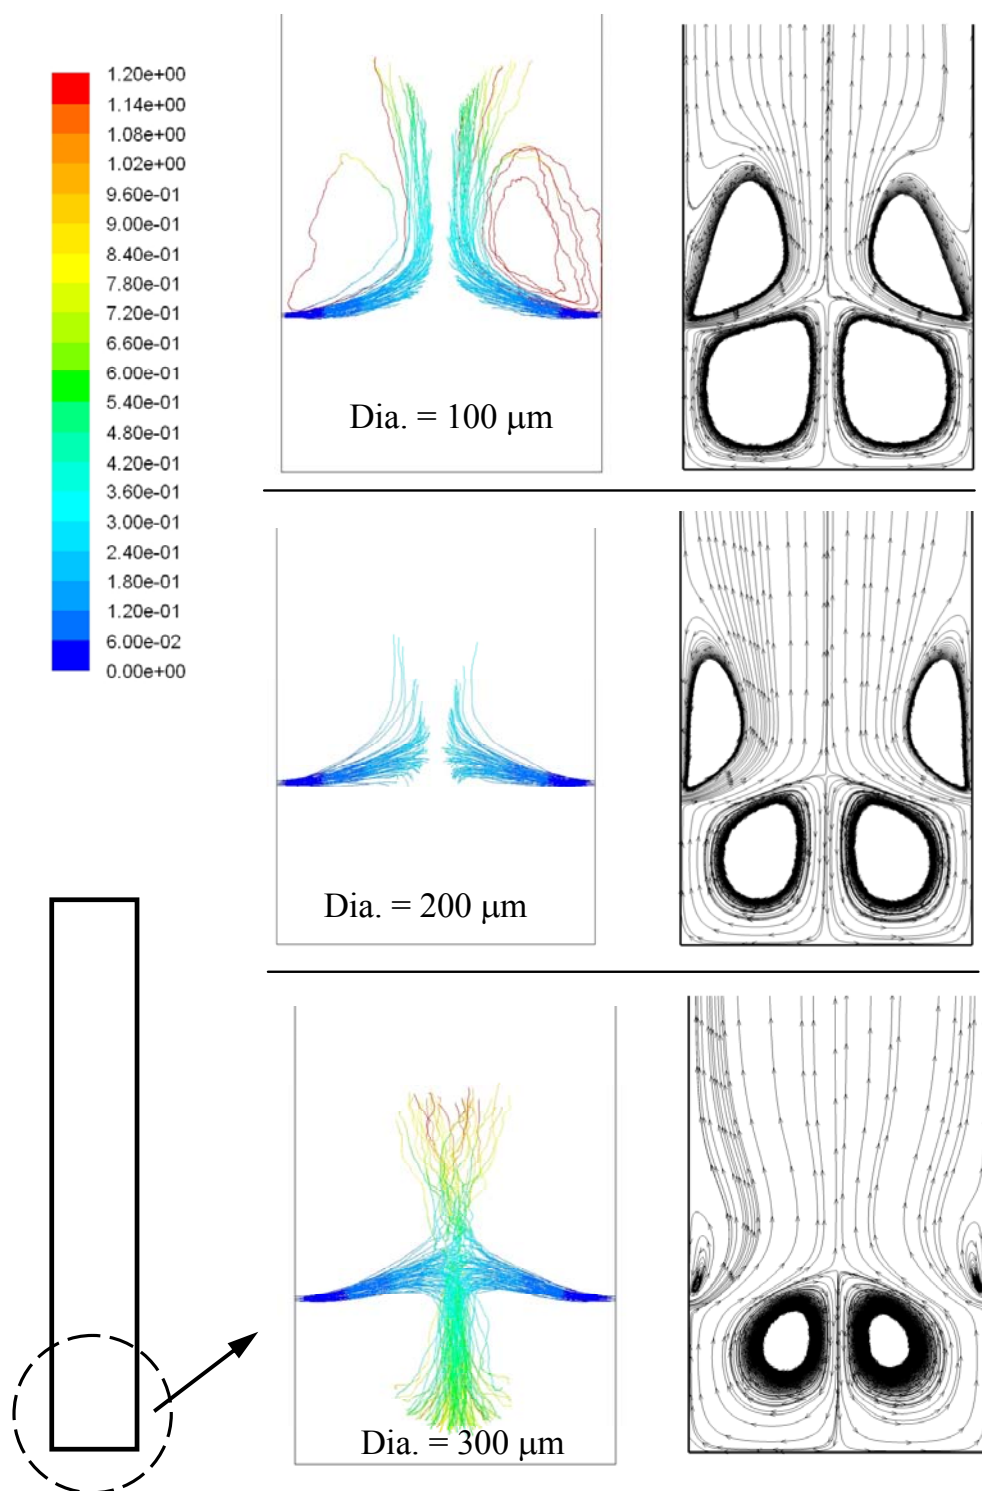 1.20e+00
1.14e+00
1.08e+00
1.02e+00
9.60e-01
9.00e-01
8.40e-01
7.80e-01
7.20e-01
6.60e-01
6.00e-01
5.40e-01
4.80e-01
4.20e-01
3.60e-01
3.00e-01
2.40e-01
1.80e-01
1.20e-01
6.00e-02
0.00e+00
Dia. = 100 μm
Dia. = 200 μm
Dia. = 300 μm